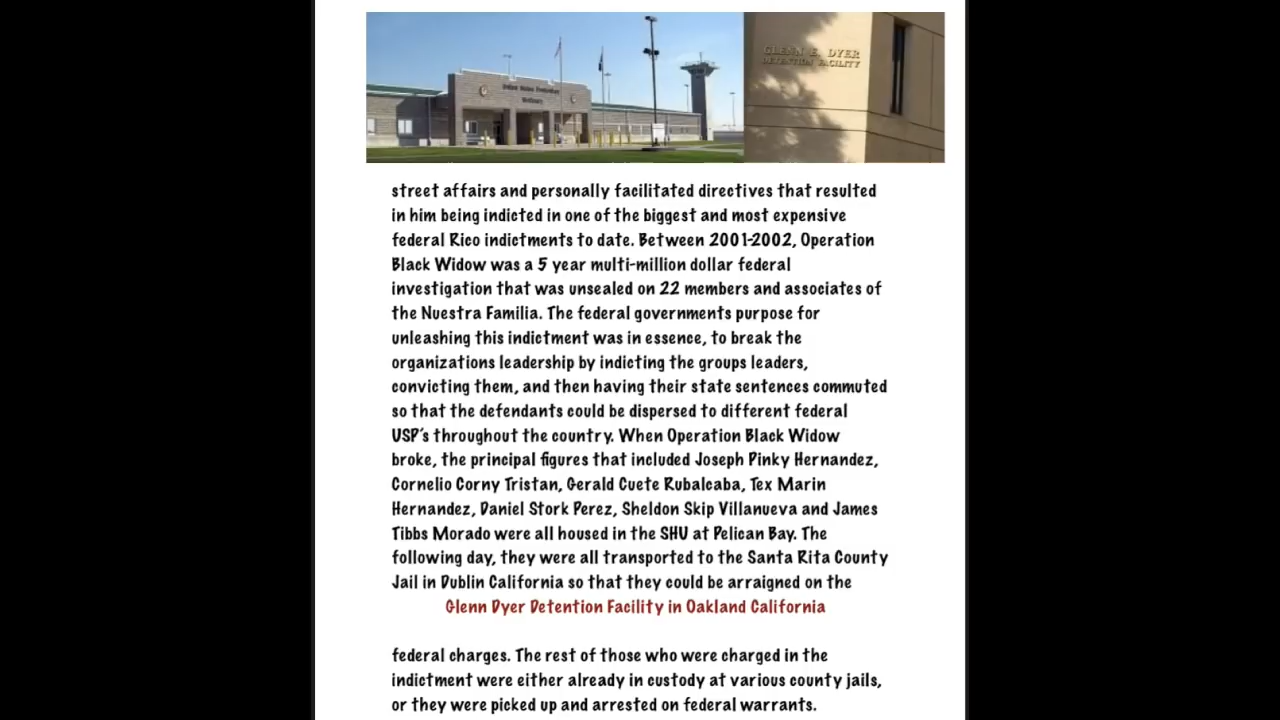 United States Penitentiary
GLENN E. DYER
DETENTION FACILITY
street affairs and personally facilitated directives that resulted
in him being indicted in one of the biggest and most expensive
federal Rico indictments to date. Between 2001-2002, Operation
Black Widow was a 5 year multi-million dollar federal
investigation that was unsealed on 22 members and associates of
the Nuestra Familia. The federal governments purpose for
unleashing this indictment was in essence, to break the
organizations leadership by indicting the groups leaders,
convicting them, and then having their state sentences commuted
so that the defendants could be dispersed to different federal
USP's throughout the country. When Operation Black Widow
broke, the principal figures that included Joseph Pinky Hernandez,
Cornelio Corny Tristan, Gerald Cuete Rubalcaba, Tex Marin
Hernandez, Daniel Stork Perez, Sheldon Skip Villanueva and James
Tibbs Morado were all housed in the SHU at Pelican Bay. The
following day, they were all transported to the Santa Rita County
Jail in Dublin California so that they could be arraigned on the
Glenn Dyer Detention Facility in Oakland California
federal charges. The rest of those who were charged in the
indictment were either already in custody at various county jails,
or they were picked up and arrested on federal warrants.